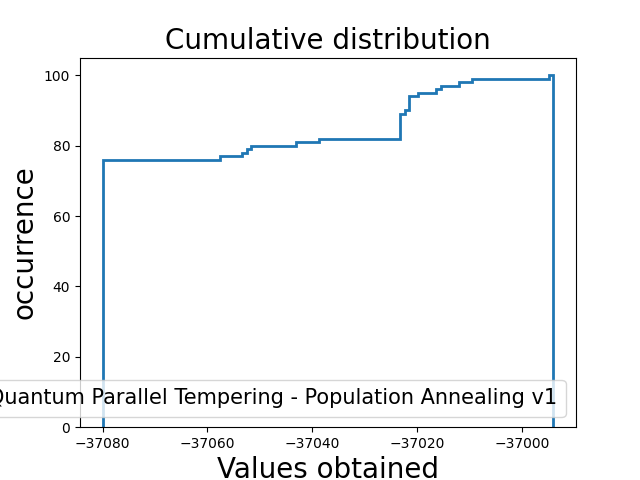 Cumulative distribution
100
80
60
40
20
0
occurrence
Quantum Parallel Tempering - Population Annealing v1
−37080 −37060 −37040 −37020 −37000
Values obtained